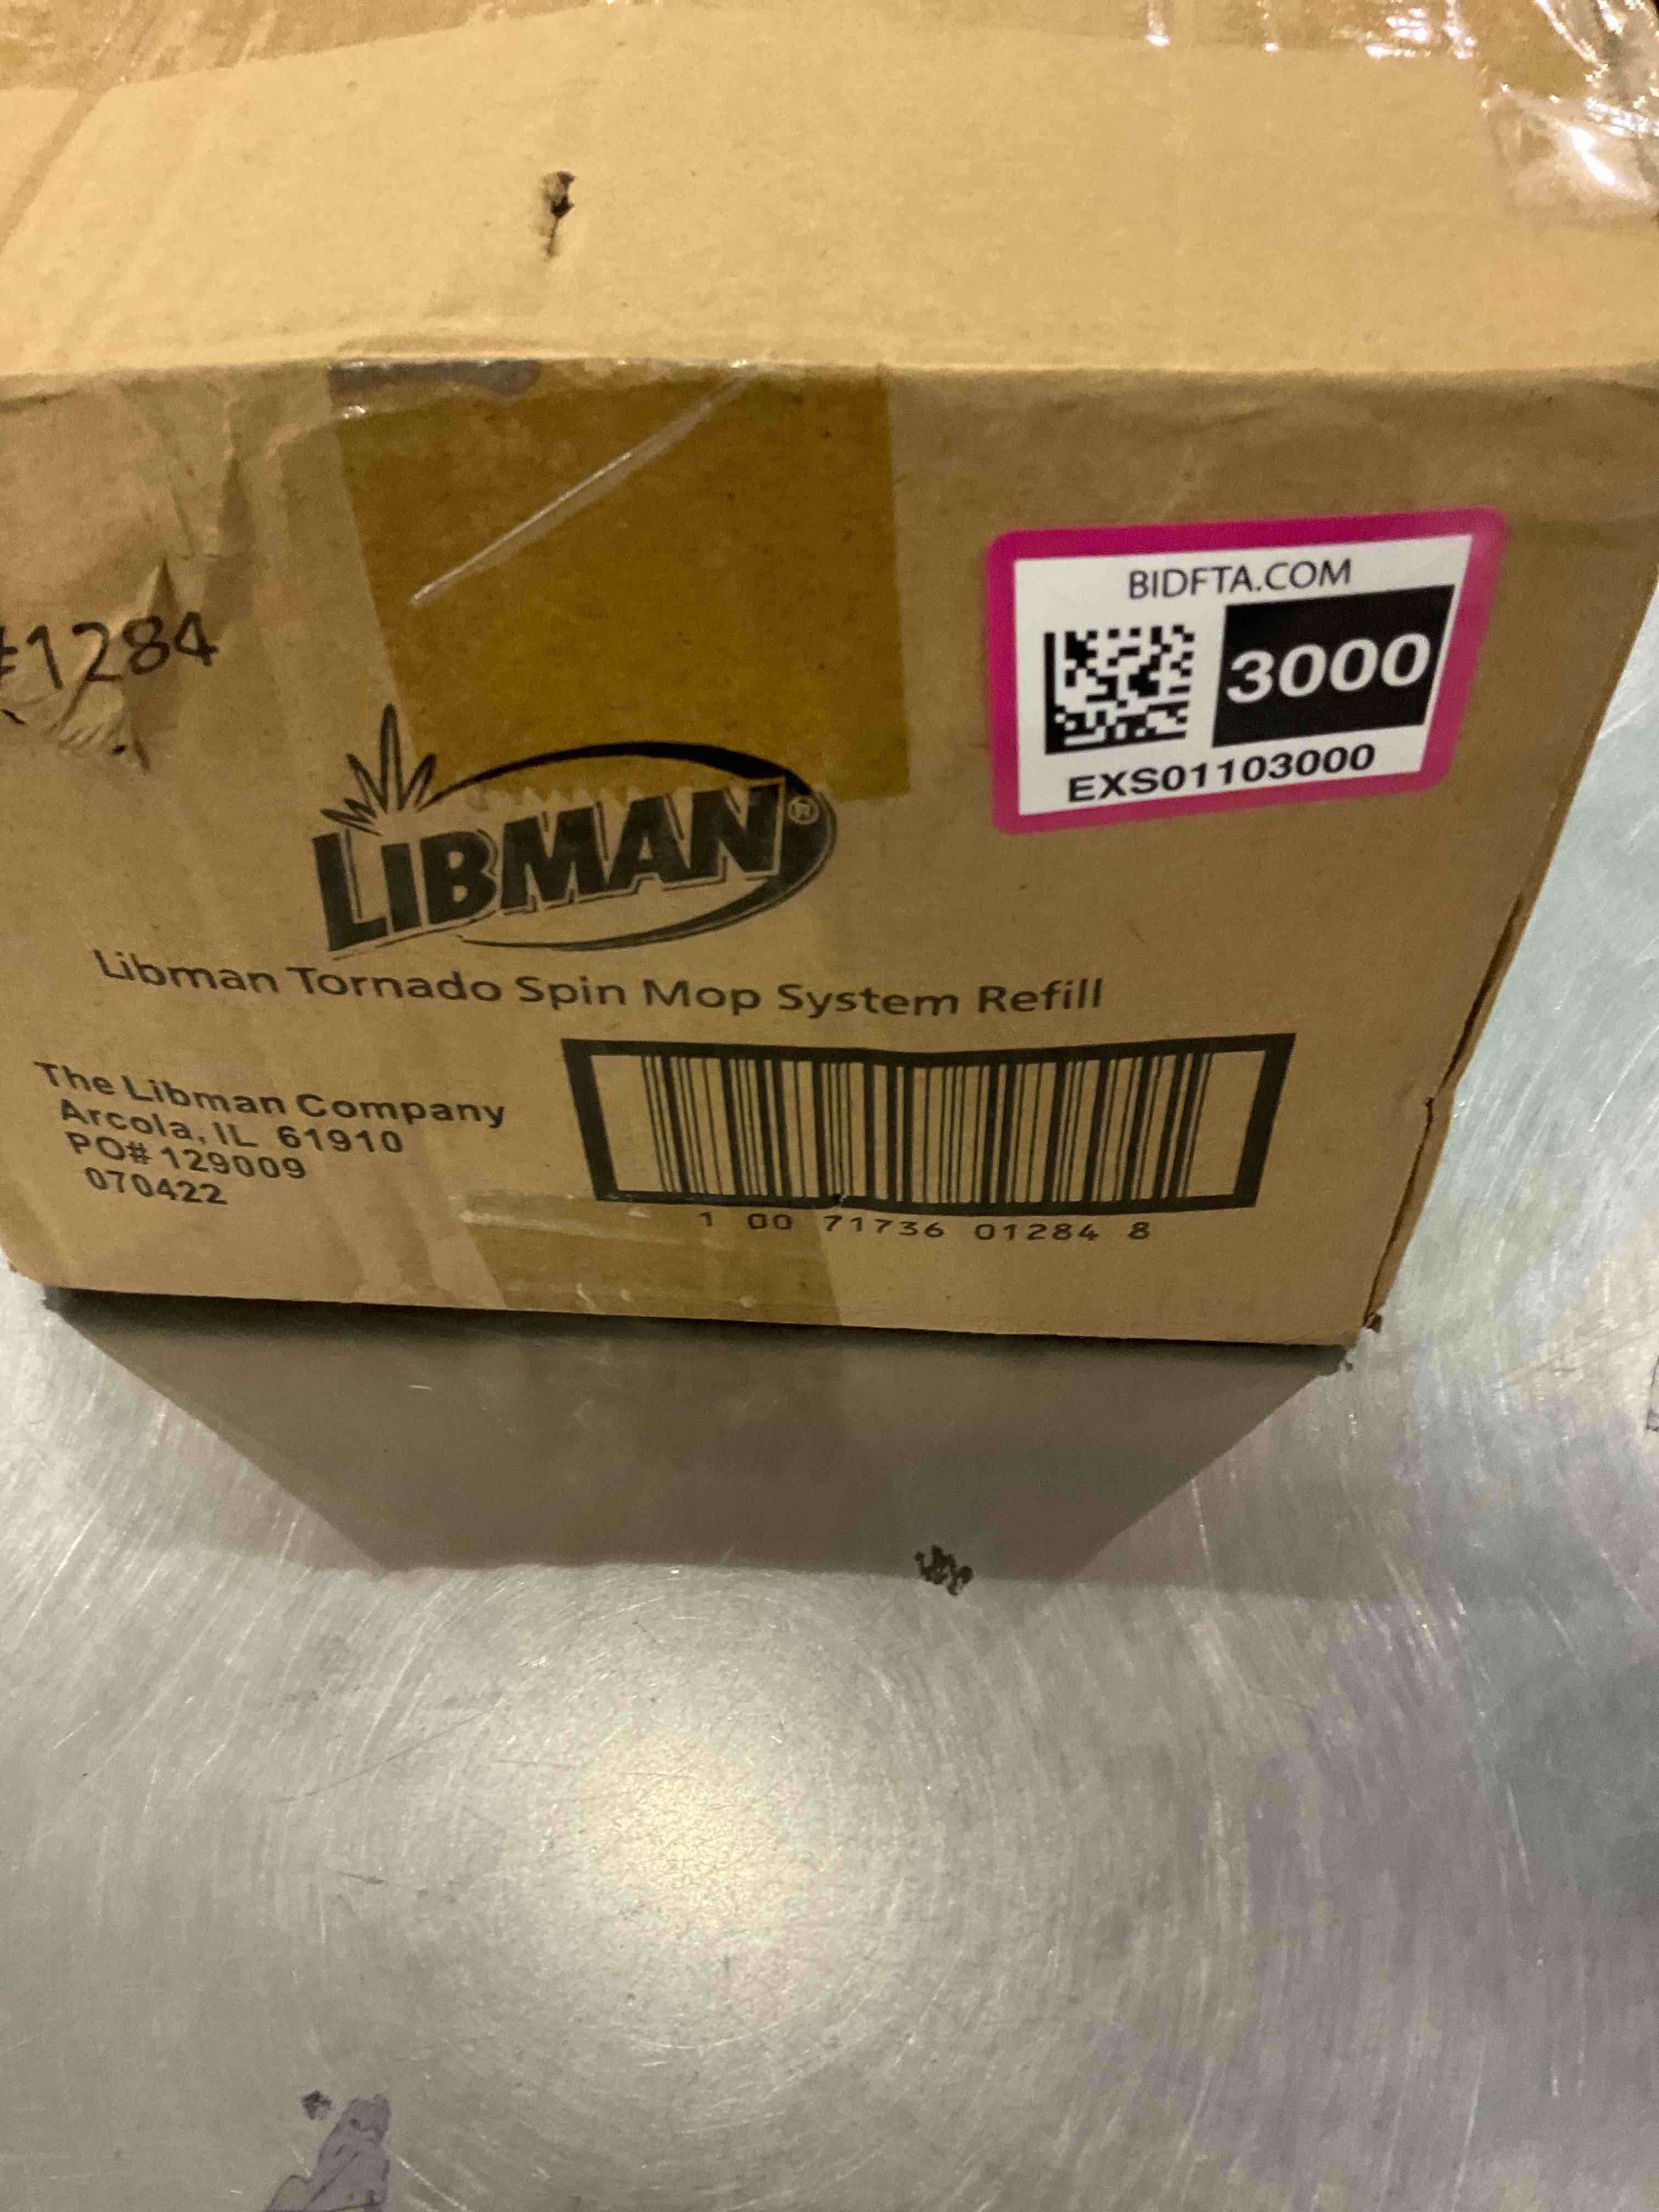 BIDFTA.COM
3000
EXS01103000
#1284
LIBMAN®
Libman Tornado Spin Mop System Refill
The Libman Company
Arcola, IL 61910
PO# 129009
070422
1 00 71736 01284 8